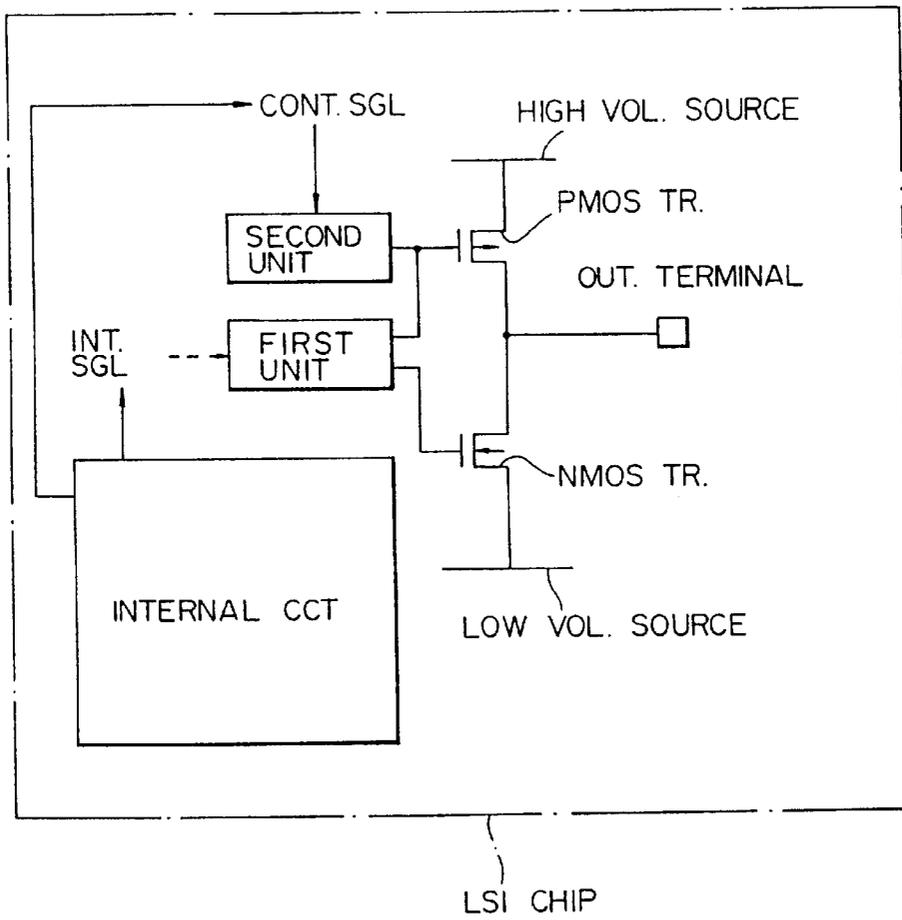 CONT. SGL
HIGH VOL. SOURCE
PMOS TR.
SECOND
UNIT
OUT. TERMINAL
INT.
SGL
FIRST
UNIT
NMOS TR.
INTERNAL CCT
LOW VOL. SOURCE
LSI CHIP